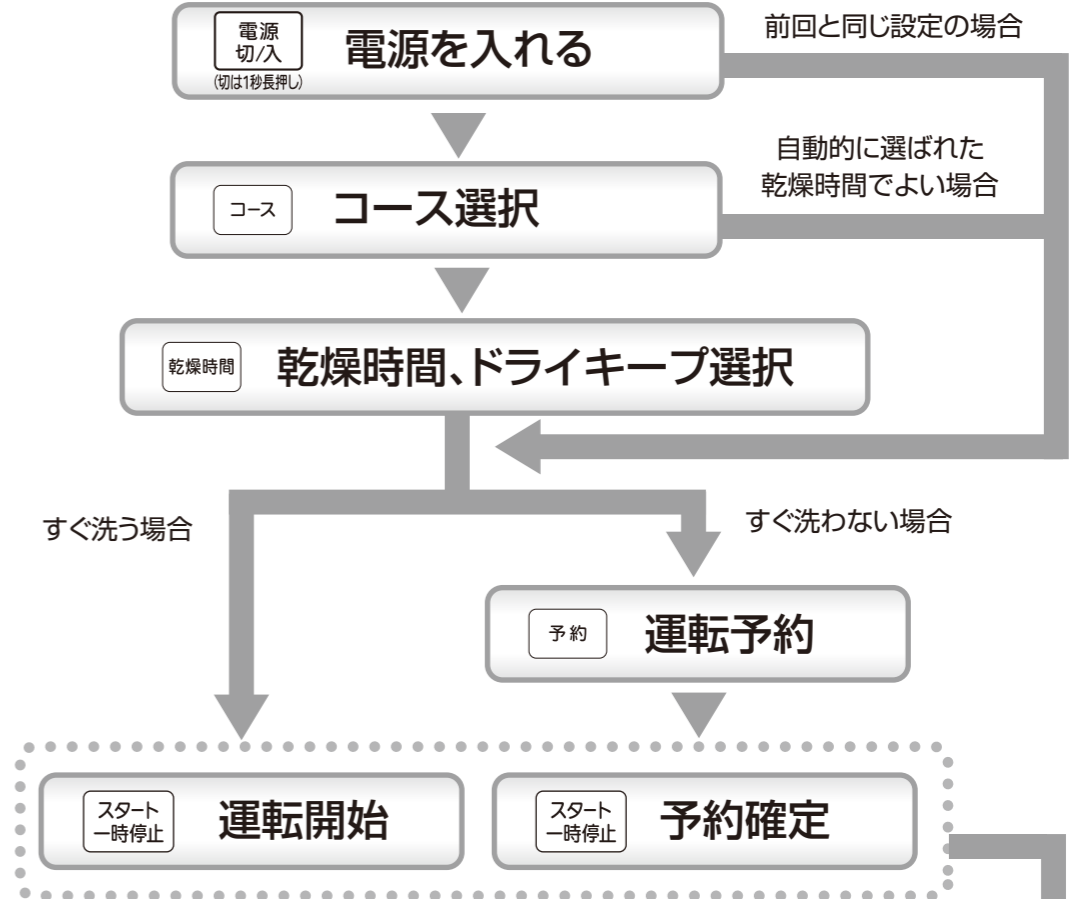 電源
切/入
(切は1秒長押し)
電源を入れる
前回と同じ設定の場合
コース
コース選択
自動的に選ばれた
乾燥時間でよい場合
乾燥時間
乾燥時間、ドライキープ選択
すぐ洗う場合
すぐ洗わない場合
予約
運転予約
スタート
一時停止
運転開始
スタート
一時停止
予約確定